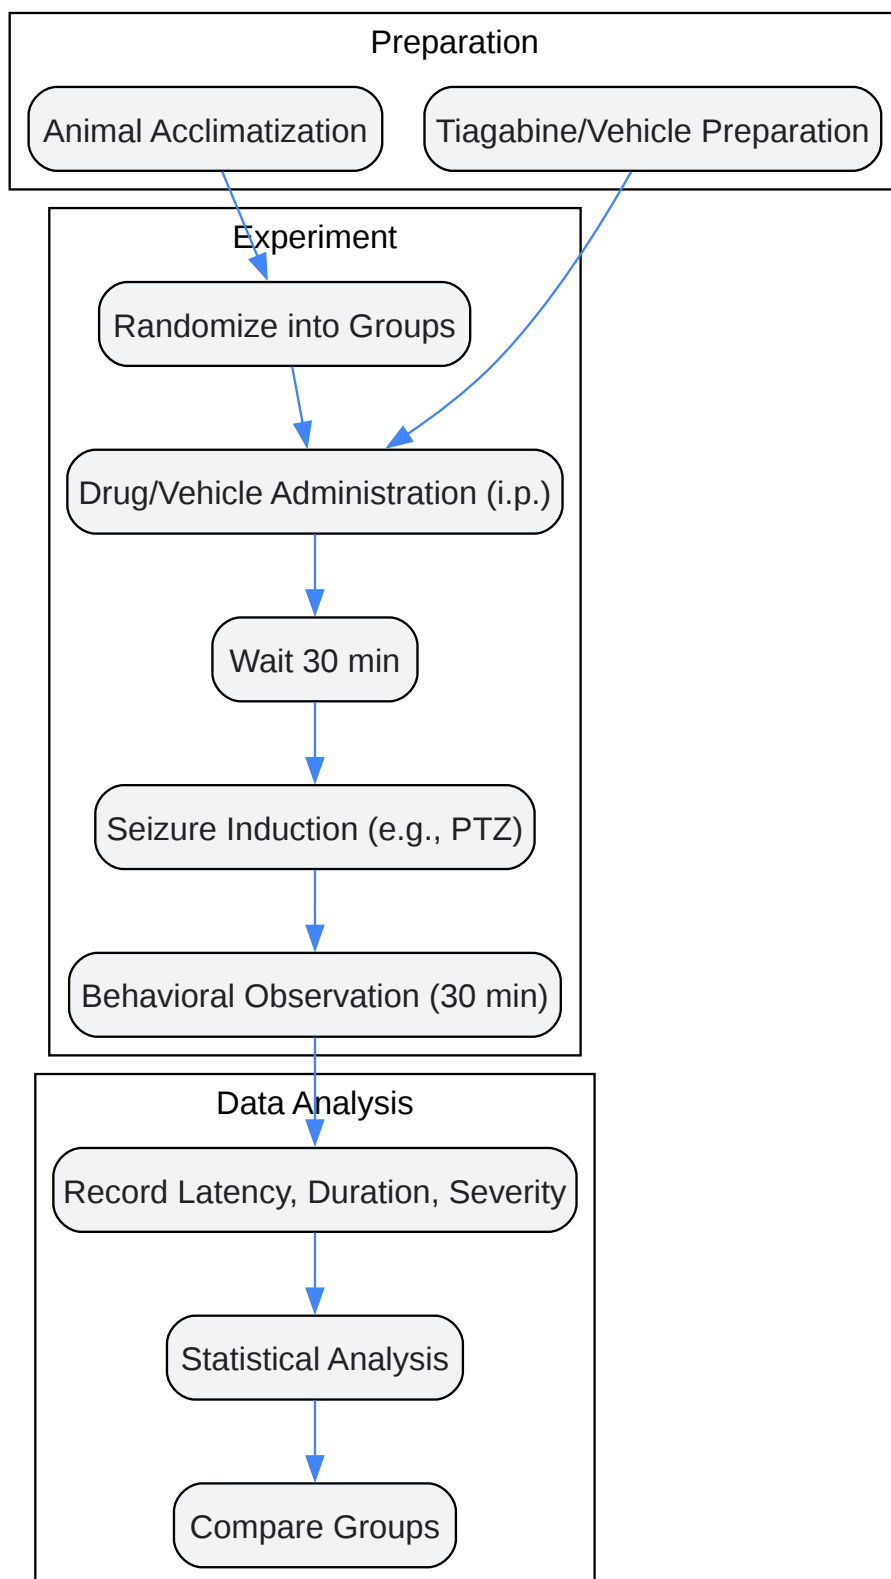 Preparation
Animal Acclimatization
Tiagabine/Vehicle Preparation
Experiment
Randomize into Groups
Drug/Vehicle Administration (i.p.)
Wait 30 min
Seizure Induction (e.g., PTZ)
Behavioral Observation (30 min)
Data Analysis
Record Latency, Duration, Severity
Statistical Analysis
Compare Groups